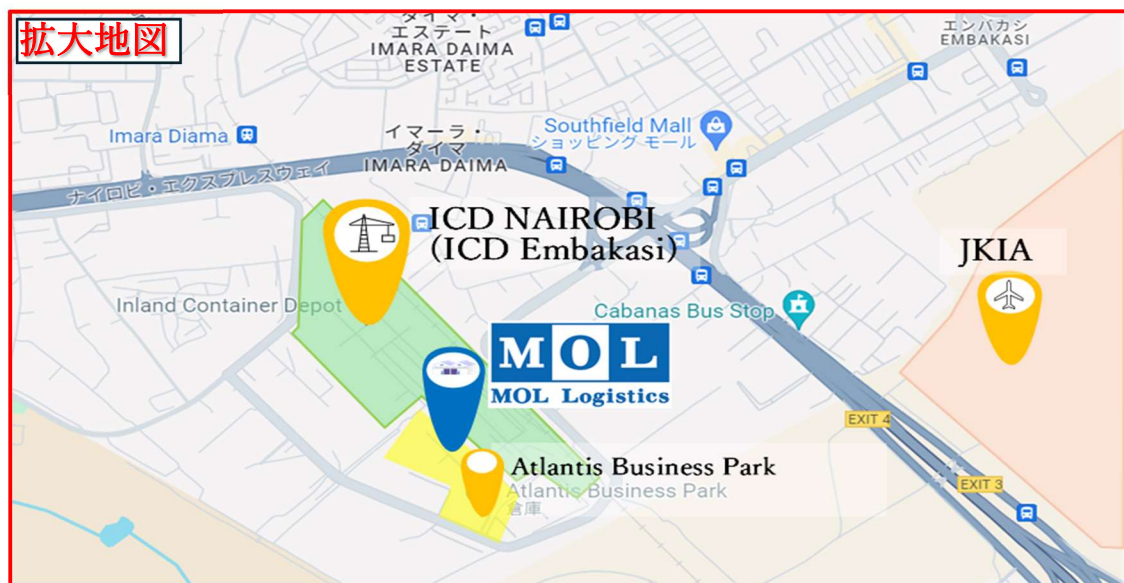 拡大地図
ダイマ・
エステート
IMARA DAIMA
ESTATE
エンバカシ
EMBAKASI
Imara Diama
イマーラ・
ダイマ
IMARA DAIMA
Southfield Mall
ショッピング モール
ナイロビ・エクスプレスウェイ
ICD NAIROBI
(ICD Embakasi)
JKIA
Inland Container Depot
Cabanas Bus Stop
MOL
MOL Logistics
EXIT 4
Atlantis Business Park
Atlantis Business Park
倉庫
EXIT 3